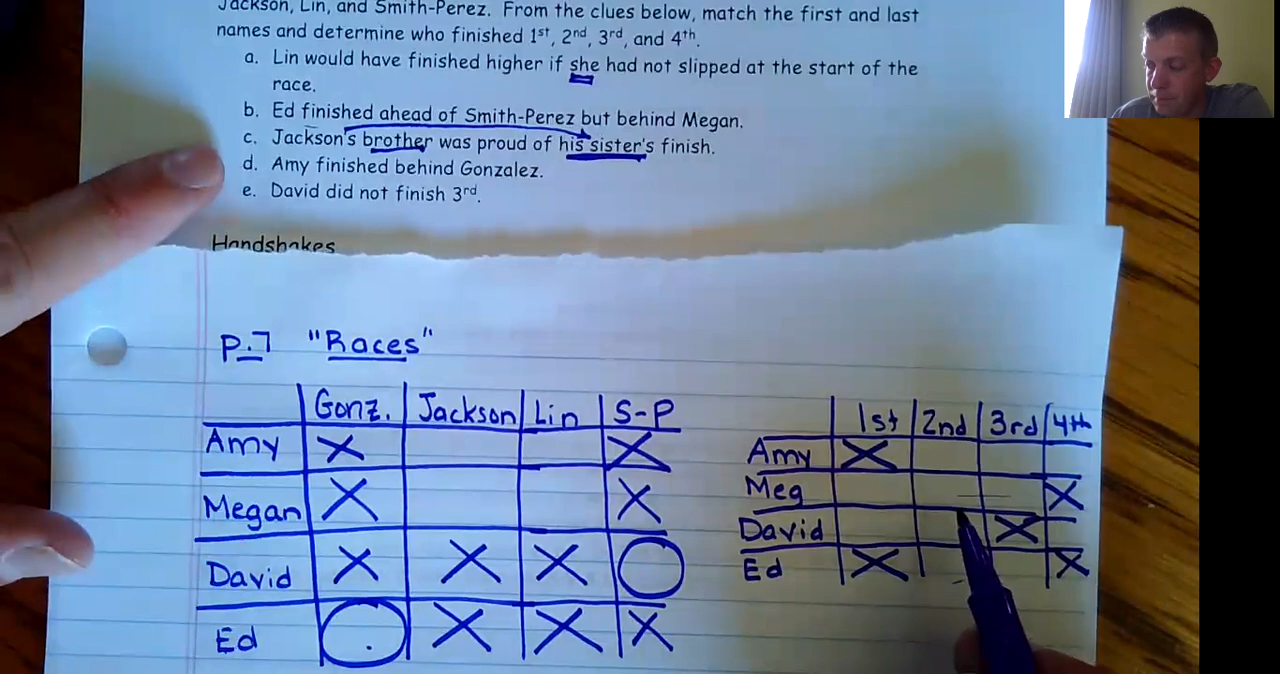 Jackson, Lin, and Smith-Perez. From the clues below, match the first and last
names and determine who finished 1st, 2nd, 3rd, and 4th.
a. Lin would have finished higher if she had not slipped at the start of the
race.
b. Ed finished ahead of Smith-Perez but behind Megan.
c. Jackson's brother was proud of his sister's finish.
d. Amy finished behind Gonzalez.
e. David did not finish 3rd.
Handshakes
P.7 "Races"
Gonz. Jackson Lin S-P
Amy X X
Megan X X
David X X X O
Ed O X X X
1st 2nd 3rd 4th
Amy X
Meg X
David X
Ed X X